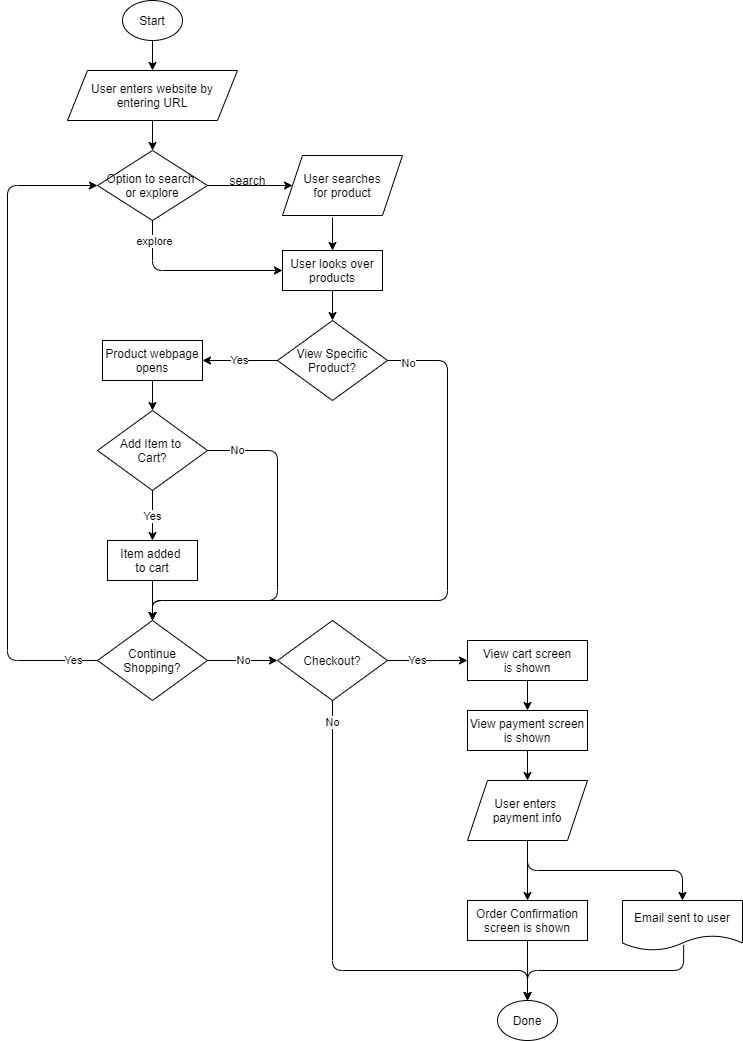 Start
User enters website by
entering URL
Option to search
or explore
search
User searches
for product
explore
User looks over
products
View Specific
Product?
Yes
No
Product webpage
opens
Add Item to
Cart?
No
Yes
Item added
to cart
Continue
Shopping?
Yes
No
Checkout?
Yes
No
View cart screen
is shown
View payment screen
is shown
User enters
payment info
Order Confirmation
screen is shown
Email sent to user
Done